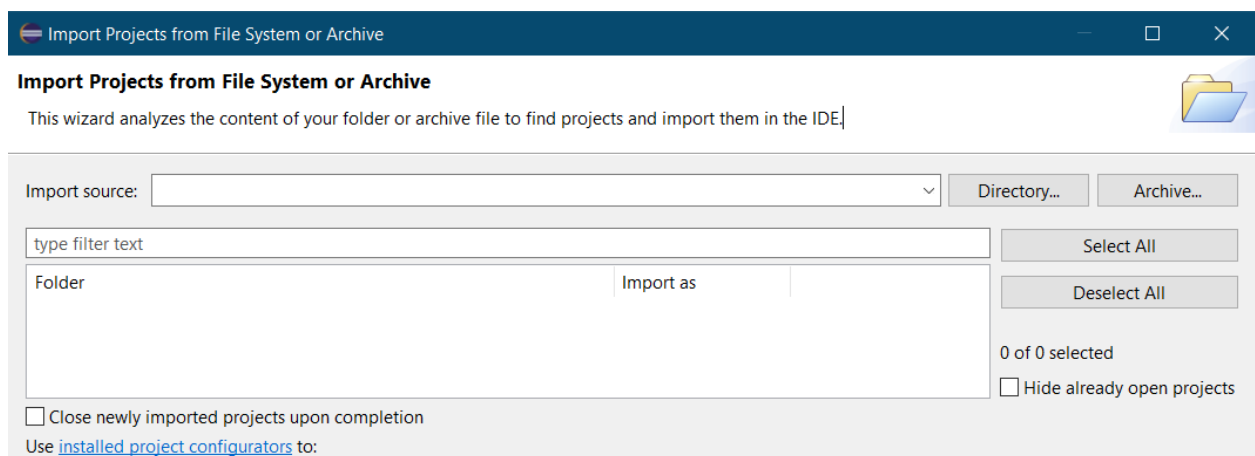 Import Projects from File System or Archive
Import Projects from File System or Archive
This wizard analyzes the content of your folder or archive file to find projects and import them in the IDE.
Import source: Directory... Archive...
type filter text Select All
Folder Import as
Deselect All
0 of 0 selected
Hide already open projects
Close newly imported projects upon completion
Use installed project configurators to: